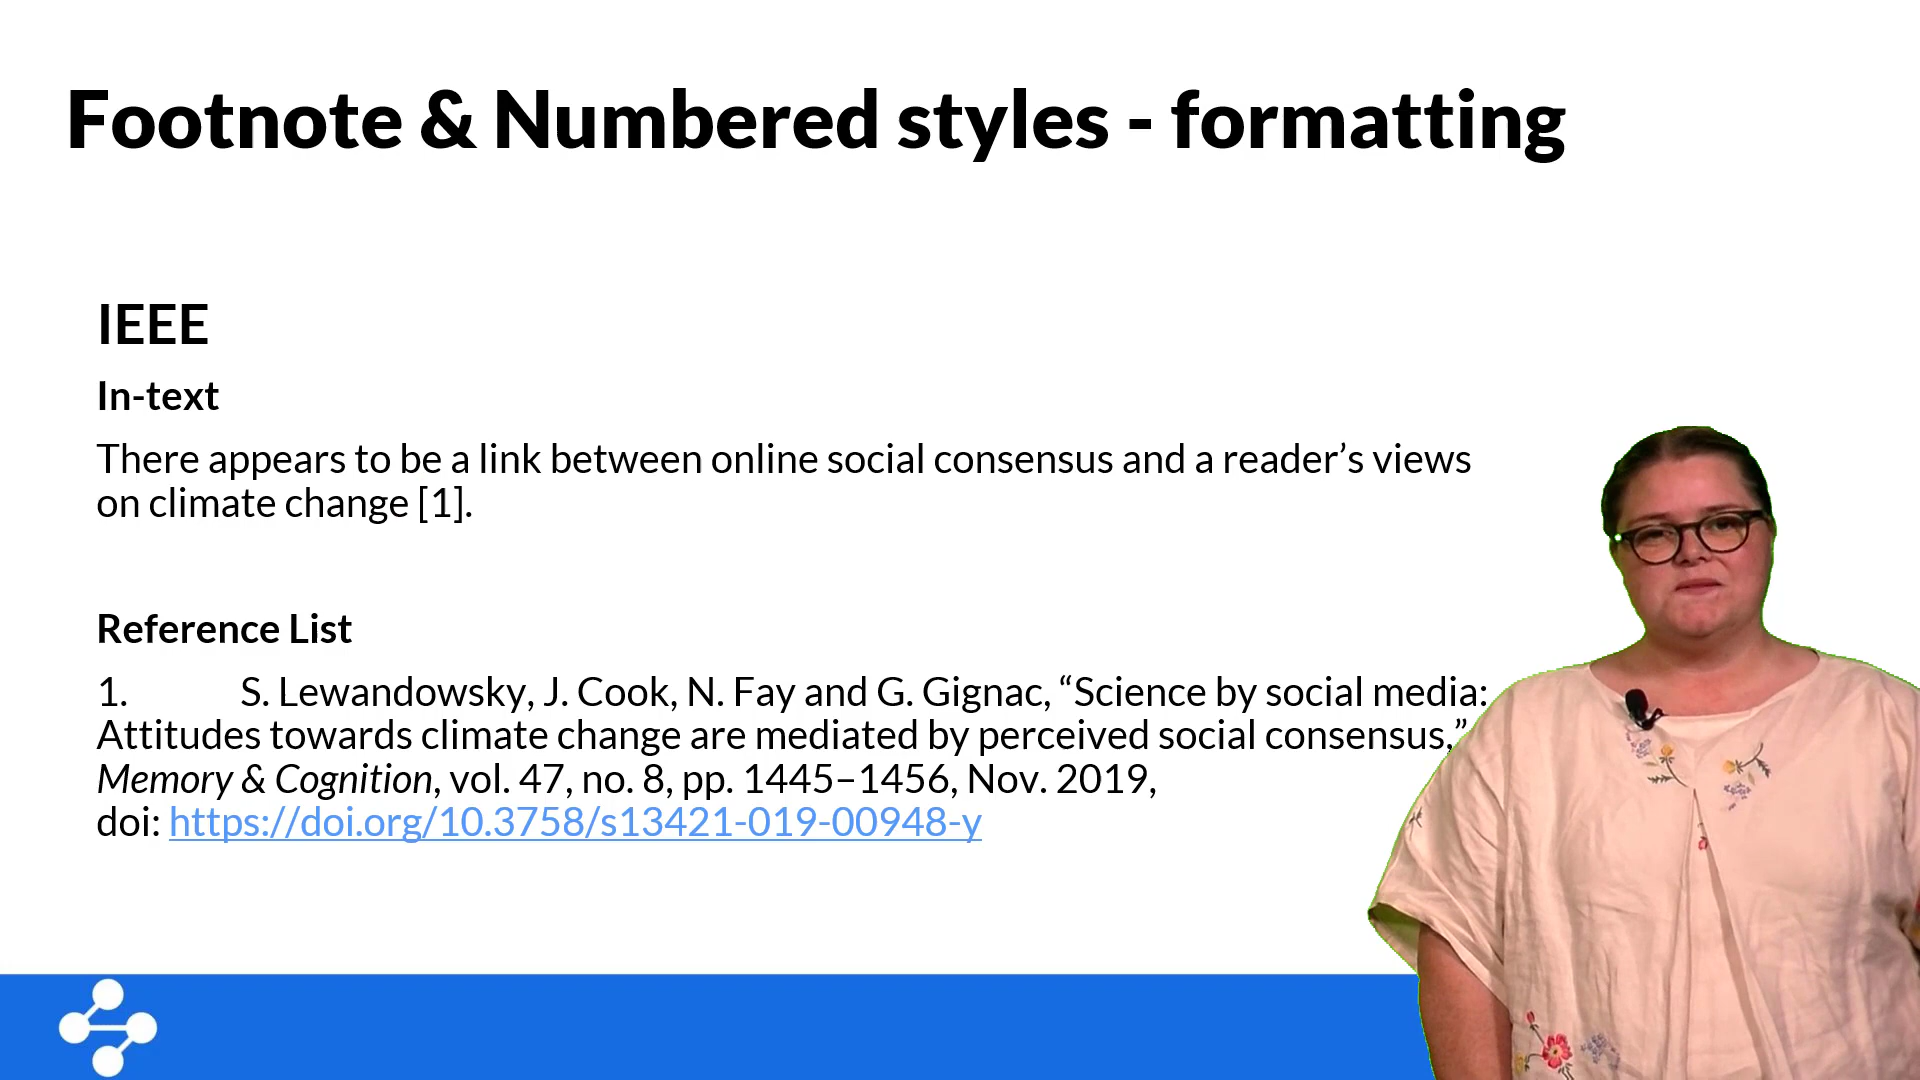 Footnote & Numbered styles - formatting
IEEE
In-text
There appears to be a link between online social consensus and a reader’s views
on climate change [1].
Reference List
1. S. Lewandowsky, J. Cook, N. Fay and G. Gignac, “Science by social media:
Attitudes towards climate change are mediated by perceived social consensus,”
Memory & Cognition, vol. 47, no. 8, pp. 1445–1456, Nov. 2019,
doi: https://doi.org/10.3758/s13421-019-00948-y